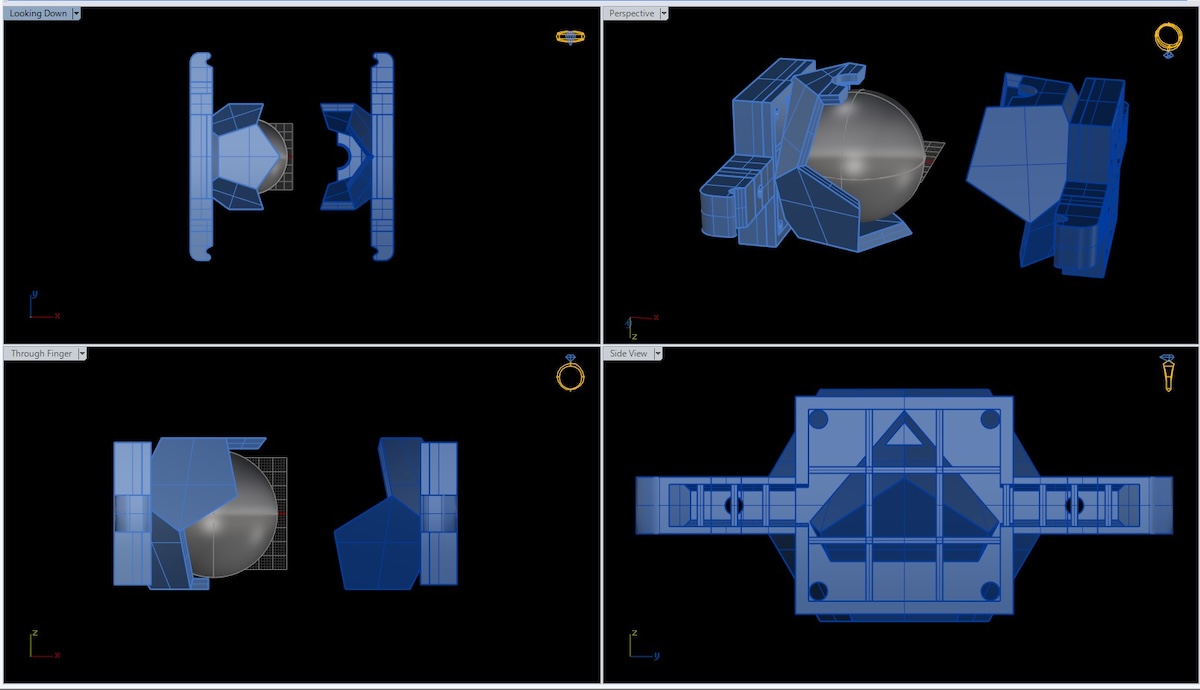 Looking Down
Perspective
y
x
x
y
z
Through Finger
Side View
z
x
z
y